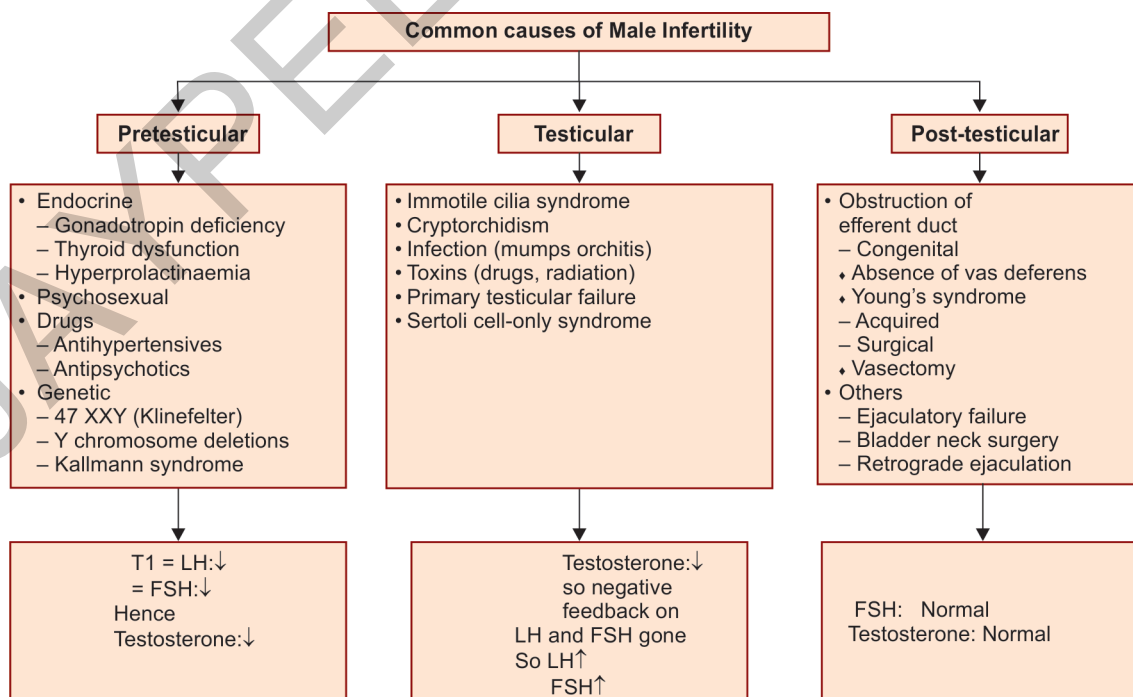 Common causes of Male Infertility
Pretesticular
Testicular
Post-testicular
• Endocrine
– Gonadotropin deficiency
– Thyroid dysfunction
– Hyperprolactinaemia
• Psychosexual
• Drugs
– Antihypertensives
– Antipsychotics
• Genetic
– 47 XXY (Klinefelter)
– Y chromosome deletions
– Kallmann syndrome
• Immotile cilia syndrome
• Cryptorchidism
• Infection (mumps orchitis)
• Toxins (drugs, radiation)
• Primary testicular failure
• Sertoli cell-only syndrome
• Obstruction of
efferent duct
– Congenital
♦ Absence of vas deferens
♦ Young's syndrome
– Acquired
– Surgical
♦ Vasectomy
• Others
– Ejaculatory failure
– Bladder neck surgery
– Retrograde ejaculation
T1 = LH:↓
= FSH:↓
Hence
Testosterone:↓
Testosterone:↓
so negative
feedback on
LH and FSH gone
So LH↑
FSH↑
FSH: Normal
Testosterone: Normal
JAYPEE